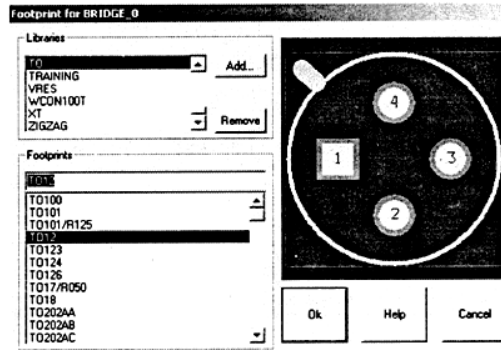 Footprint for BRIDGE_0
Libraries
TO
TRAINING
VRES
WCON100T
XT
ZIGZAG
Add...
Remove
Footprints
TO12
TO100
TO101
TO101/R125
TO12
TO123
TO124
TO126
TO17/R050
TO18
TO202AA
TO202AB
TO202AC
4
1
3
2
Ok
Help
Cancel